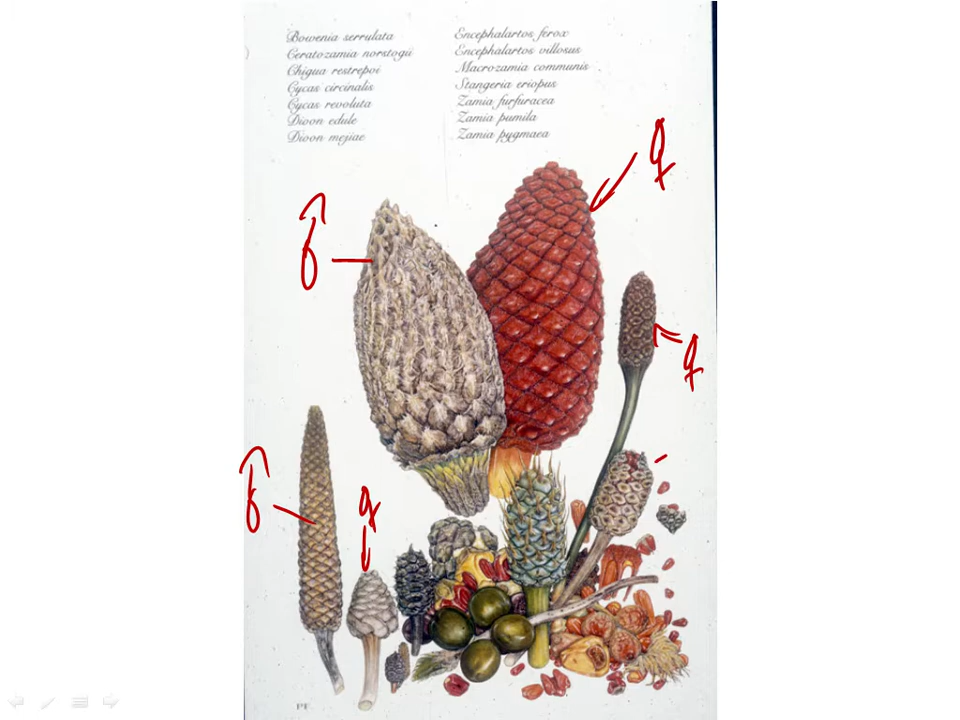 Bowenia serrulata
Ceratozamia norstogii
Chigua restrepoi
Cycas circinalis
Cycas revoluta
Dioon edule
Dioon mejiae
Encephalartos ferox
Encephalartos villosus
Macrozamia communis
Stangeria eriopus
Zamia furfuracea
Zamia pumila
Zamia pygmaea
♂
♀
♀
♂
♀
PF